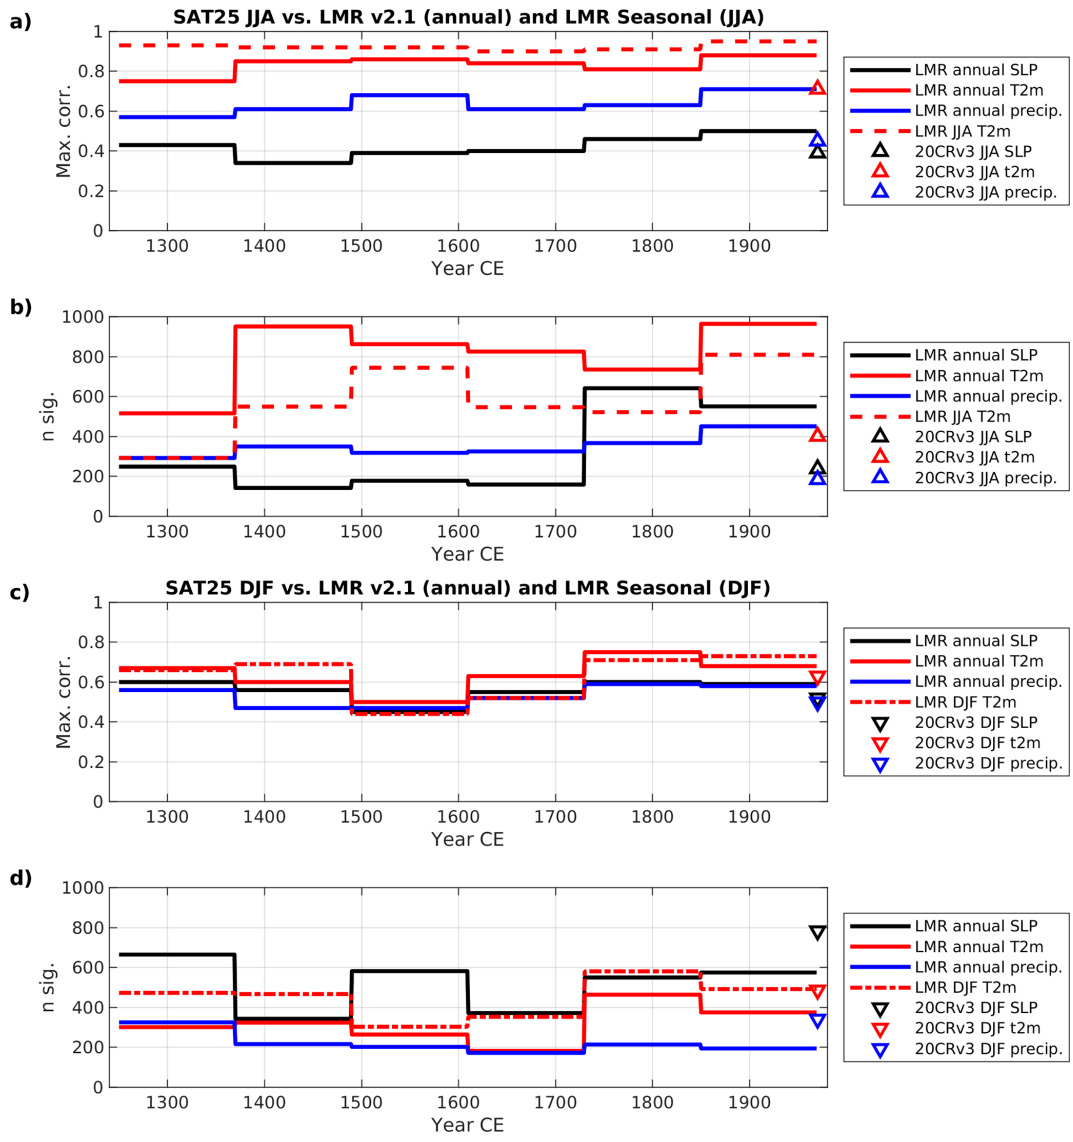 a)
SAT25 JJA vs. LMR v2.1 (annual) and LMR Seasonal (JJA)
1
0.8
0.6
0.4
0.2
0
Max. corr.
1300 1400 1500 1600 1700 1800 1900
Year CE
LMR annual SLP
LMR annual T2m
LMR annual precip.
LMR JJA T2m
20CRv3 JJA SLP
20CRv3 JJA t2m
20CRv3 JJA precip.
b)
1000
800
600
400
200
0
n sig.
1300 1400 1500 1600 1700 1800 1900
Year CE
LMR annual SLP
LMR annual T2m
LMR annual precip.
LMR JJA T2m
20CRv3 JJA SLP
20CRv3 JJA t2m
20CRv3 JJA precip.
c)
SAT25 DJF vs. LMR v2.1 (annual) and LMR Seasonal (DJF)
1
0.8
0.6
0.4
0.2
0
Max. corr.
1300 1400 1500 1600 1700 1800 1900
Year CE
LMR annual SLP
LMR annual T2m
LMR annual precip.
LMR DJF T2m
20CRv3 DJF SLP
20CRv3 DJF t2m
20CRv3 DJF precip.
d)
1000
800
600
400
200
0
n sig.
1300 1400 1500 1600 1700 1800 1900
Year CE
LMR annual SLP
LMR annual T2m
LMR annual precip.
LMR DJF T2m
20CRv3 DJF SLP
20CRv3 DJF t2m
20CRv3 DJF precip.